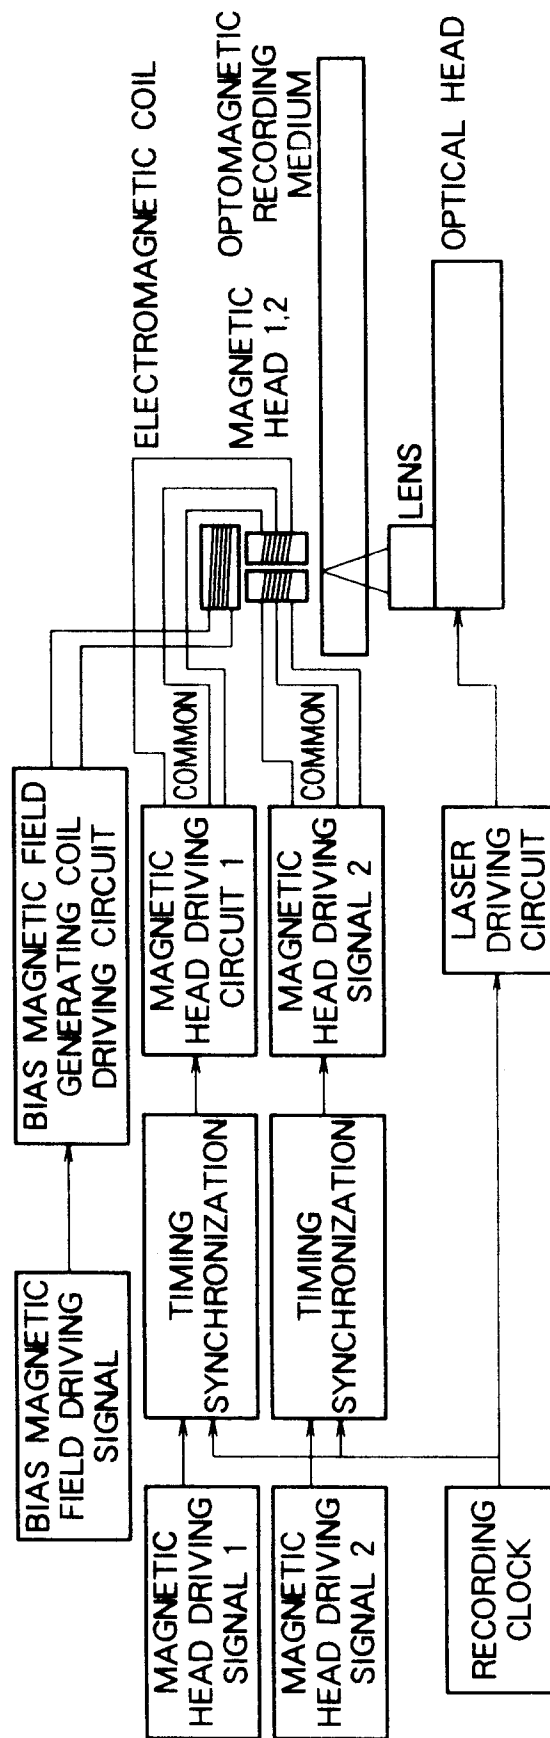 BIAS MAGNETIC
FIELD DRIVING
SIGNAL
BIAS MAGNETIC FIELD
GENERATING COIL
DRIVING CIRCUIT
ELECTROMAGNETIC COIL
MAGNETIC
HEAD DRIVING
SIGNAL 1
TIMING
SYNCHRONIZATION
MAGNETIC
HEAD DRIVING
CIRCUIT 1
COMMON
MAGNETIC
HEAD 1,2
OPTOMAGNETIC
RECORDING
MEDIUM
MAGNETIC
HEAD DRIVING
SIGNAL 2
TIMING
SYNCHRONIZATION
MAGNETIC
HEAD DRIVING
SIGNAL 2
COMMON
LENS
OPTICAL HEAD
RECORDING
CLOCK
LASER
DRIVING
CIRCUIT